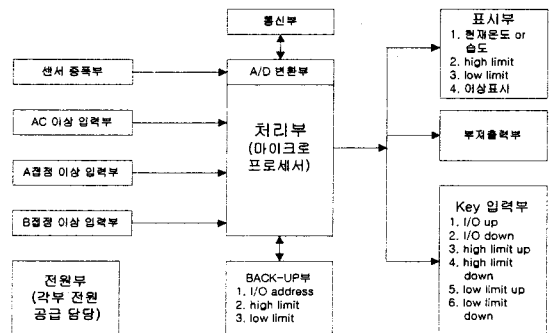 통신부
센서 증폭부
A/D 변환부
AC 이상 입력부
A접점 이상 입력부
B접점 이상 입력부
처리부
(마이크로
프로세서)
표시부
1. 현재온도 or
습도
2. high limit
3. low limit
4. 이상표시
부저출력부
Key 입력부
1. I/O up
2. I/O down
3. high limit up
4. high limit
down
5. low limit up
6. low limit
down
전원부
(각부 전원
공급 담당)
BACK-UP부
1. I/O address
2. high limit
3. low limit